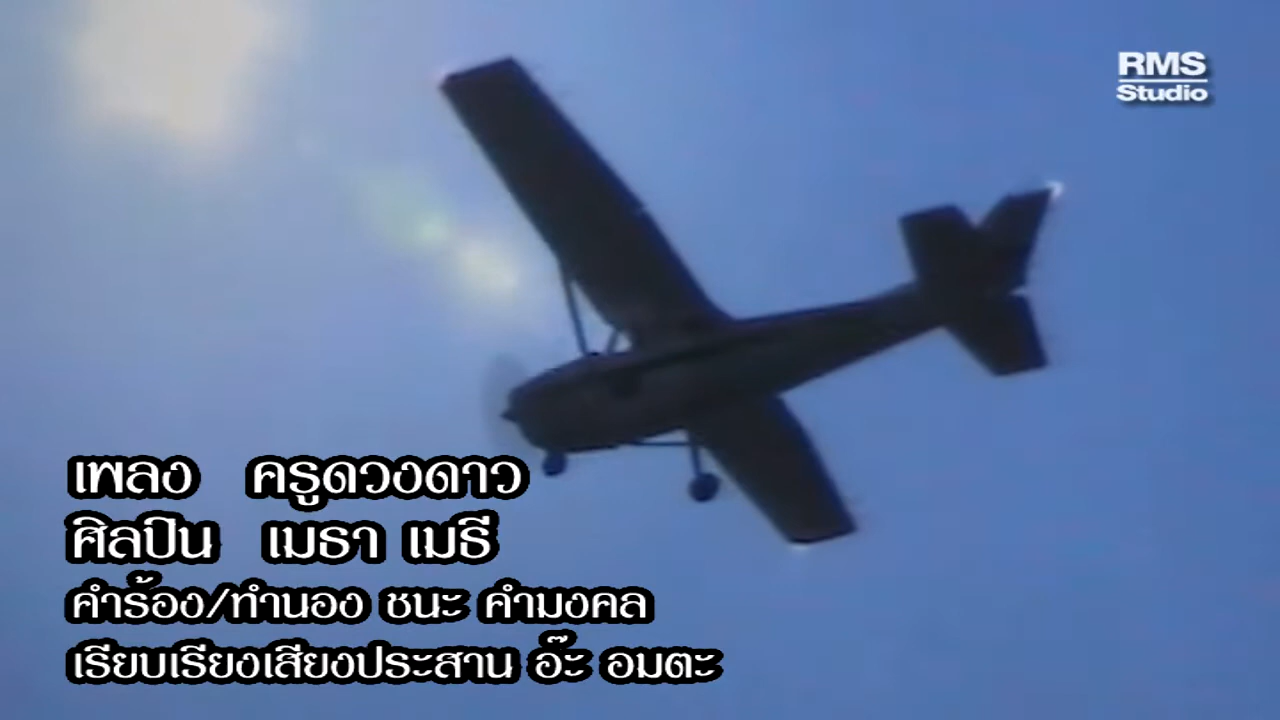 RMS
Studio
เพลง ครูดวงดาว
ศิลปิน เมธา เมธี
คำร้อง/ทำนอง ชนะ คำมงคล
เรียบเรียงเสียงประสาน อ๊ะ อมตะ